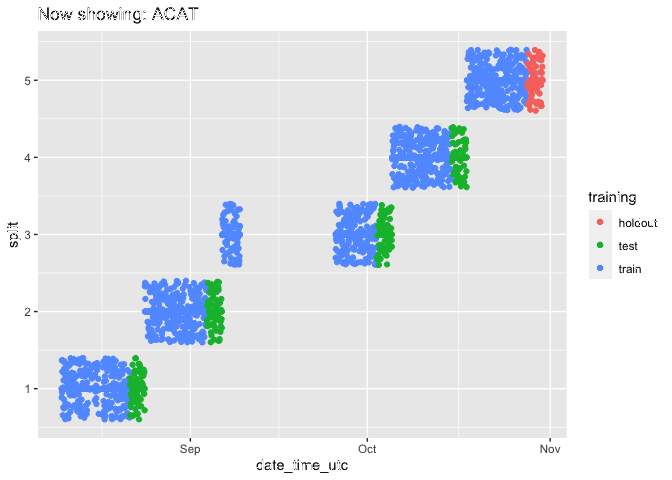 Now showing: ACAT
5
4
3
2
1
split
Sep
Oct
Nov
date_time_utc
training
holdout
test
train